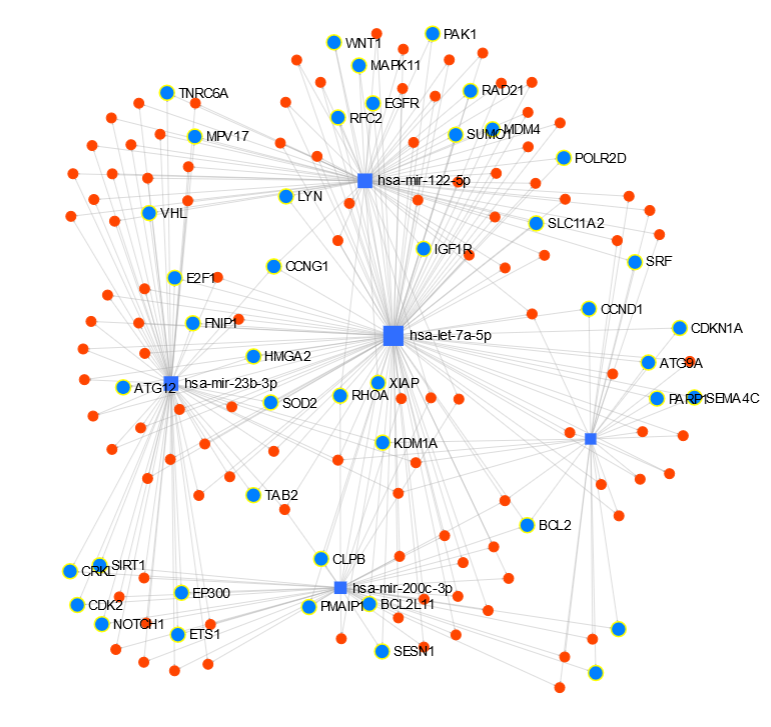 PAK1
WNT1
MAPK11
TNRC6A
RAD21
EGFR
RFC2
MDM4
SUMO1
MPV17
POLR2D
hsa-mir-122-5p
LYN
VHL
SLC11A2
IGF1R
SRF
CCNG1
E2F1
CCND1
FNIP1
CDKN1A
hsa-let-7a-5p
HMGA2
ATG9A
hsa-mir-23b-3p
XIAP
ATG12
RHOA
PARP1
SEMA4C
SOD2
KDM1A
TAB2
BCL2
CLPB
SIRT1
CRKL
hsa-mir-200c-3p
EP300
CDK2
PMAIP1
BCL2L11
NOTCH1
ETS1
SESN1